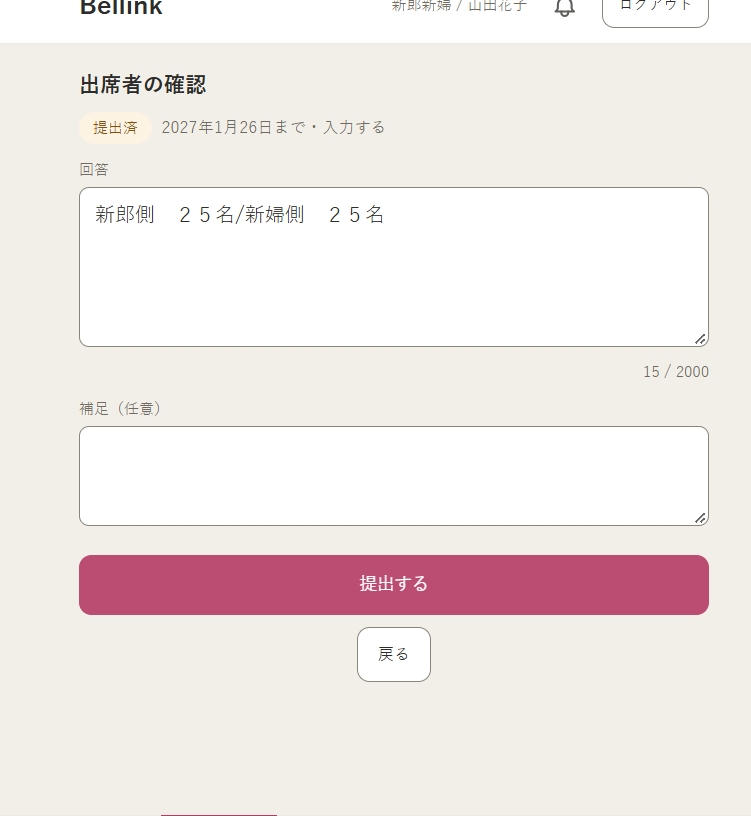 Bellink
新郎新婦 / 山田花子
ログアウト
出席者の確認
提出済
2027年1月26日まで・入力する
回答
新郎側　２５名/新婦側　２５名
15 / 2000
補足（任意）
提出する
戻る